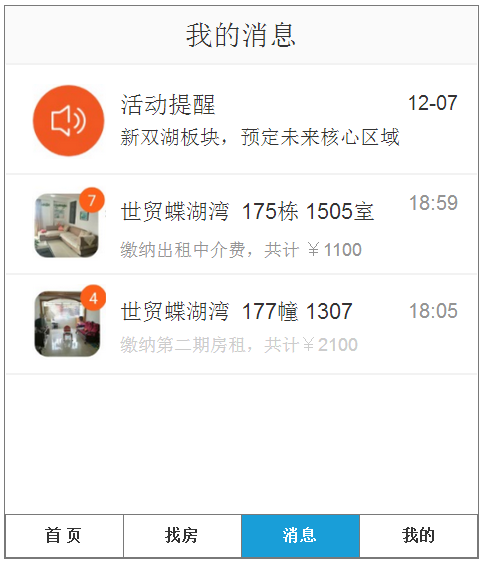 我的消息
活动提醒
12-07
新双湖板块，预定未来核心区域
7
世贸蝶湖湾 175栋 1505室
18:59
缴纳出租中介费，共计 ￥1100
4
世贸蝶湖湾 177幢 1307
18:05
缴纳第二期房租，共计￥2100
首 页
找房
消息
我的